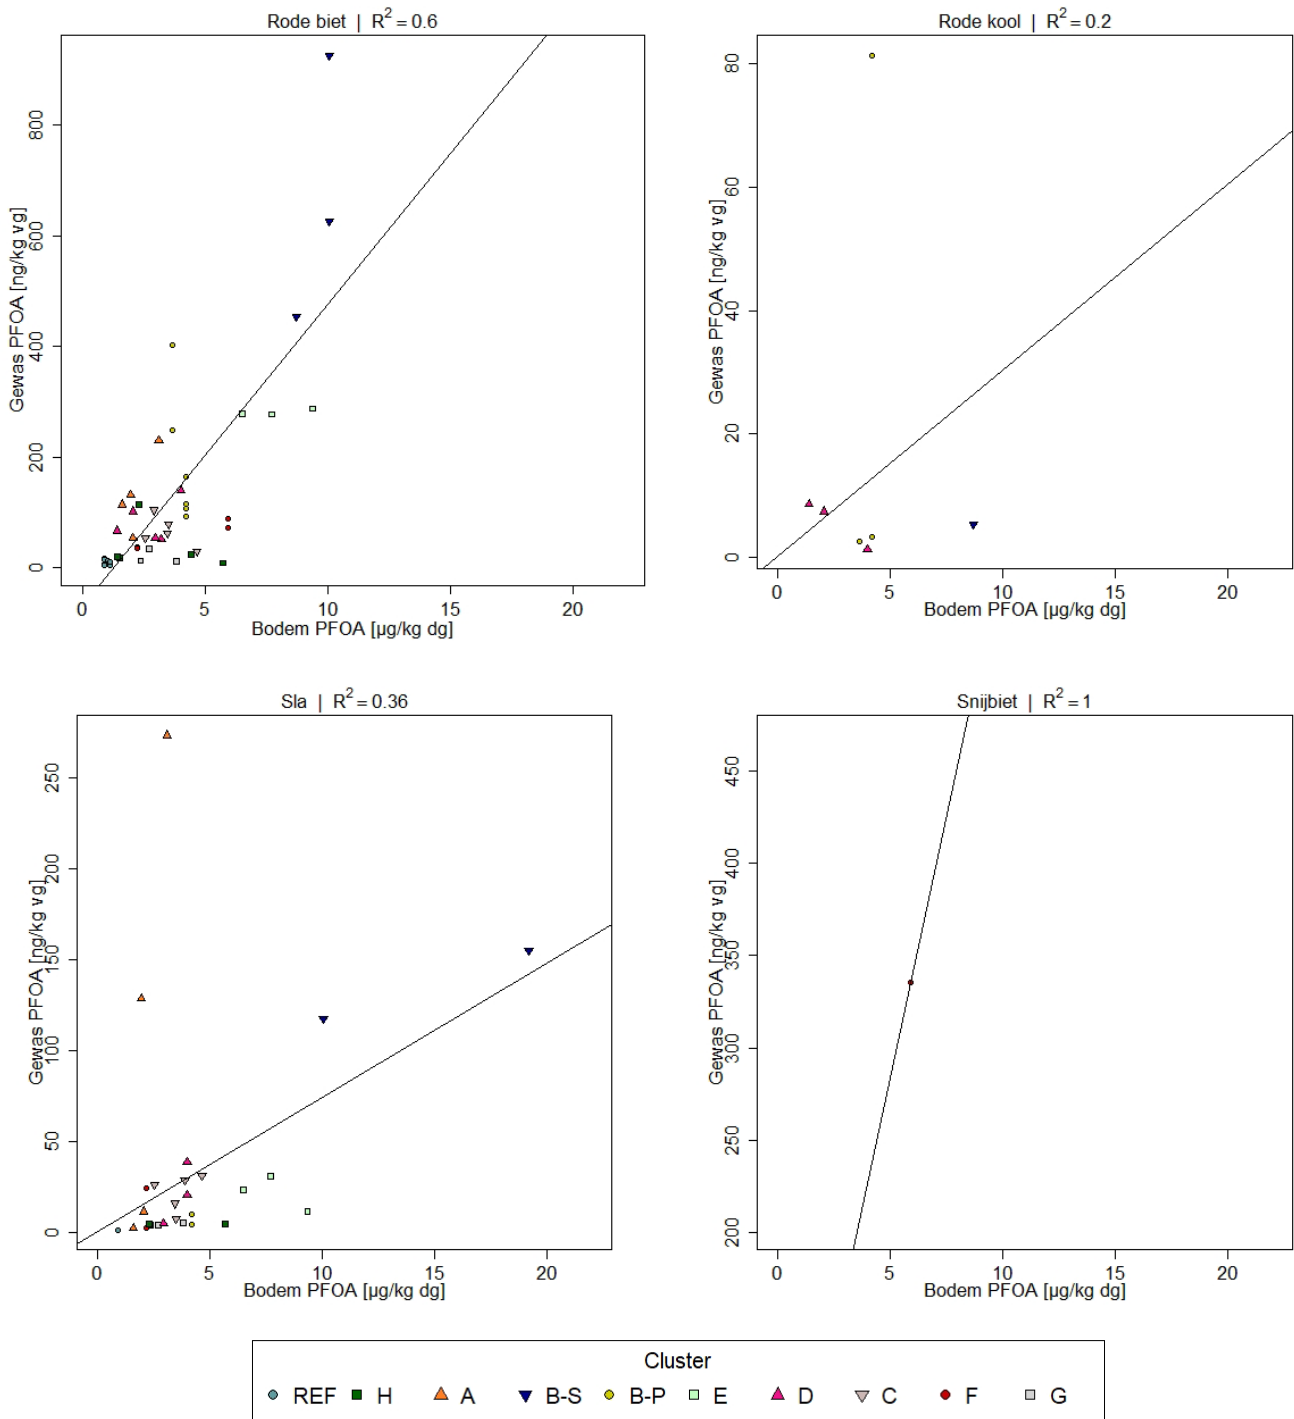 Rode biet | R² = 0.6
Gewas PFOA [ng/kg vg]
800
600
400
200
0
0 5 10 15 20
Bodem PFOA [µg/kg dg]
Rode kool | R² = 0.2
Gewas PFOA [ng/kg vg]
80
60
40
20
0
0 5 10 15 20
Bodem PFOA [µg/kg dg]
Sla | R² = 0.36
Gewas PFOA [ng/kg vg]
250
200
150
100
50
0
0 5 10 15 20
Bodem PFOA [µg/kg dg]
Snijbiet | R² = 1
Gewas PFOA [ng/kg vg]
450
400
350
300
250
200
0 5 10 15 20
Bodem PFOA [µg/kg dg]
Cluster
REF H A B-S B-P E D C F G